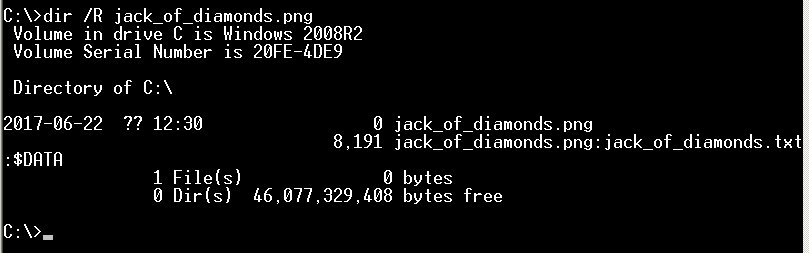 C:\>dir /R jack_of_diamonds.png
 Volume in drive C is Windows 2008R2
 Volume Serial Number is 20FE-4DE9

 Directory of C:\

2017-06-22  ?? 12:30                 0 jack_of_diamonds.png
                                 8,191 jack_of_diamonds.png:jack_of_diamonds.txt
:$DATA
               1 File(s)              0 bytes
               0 Dir(s)  46,077,329,408 bytes free

C:\>_